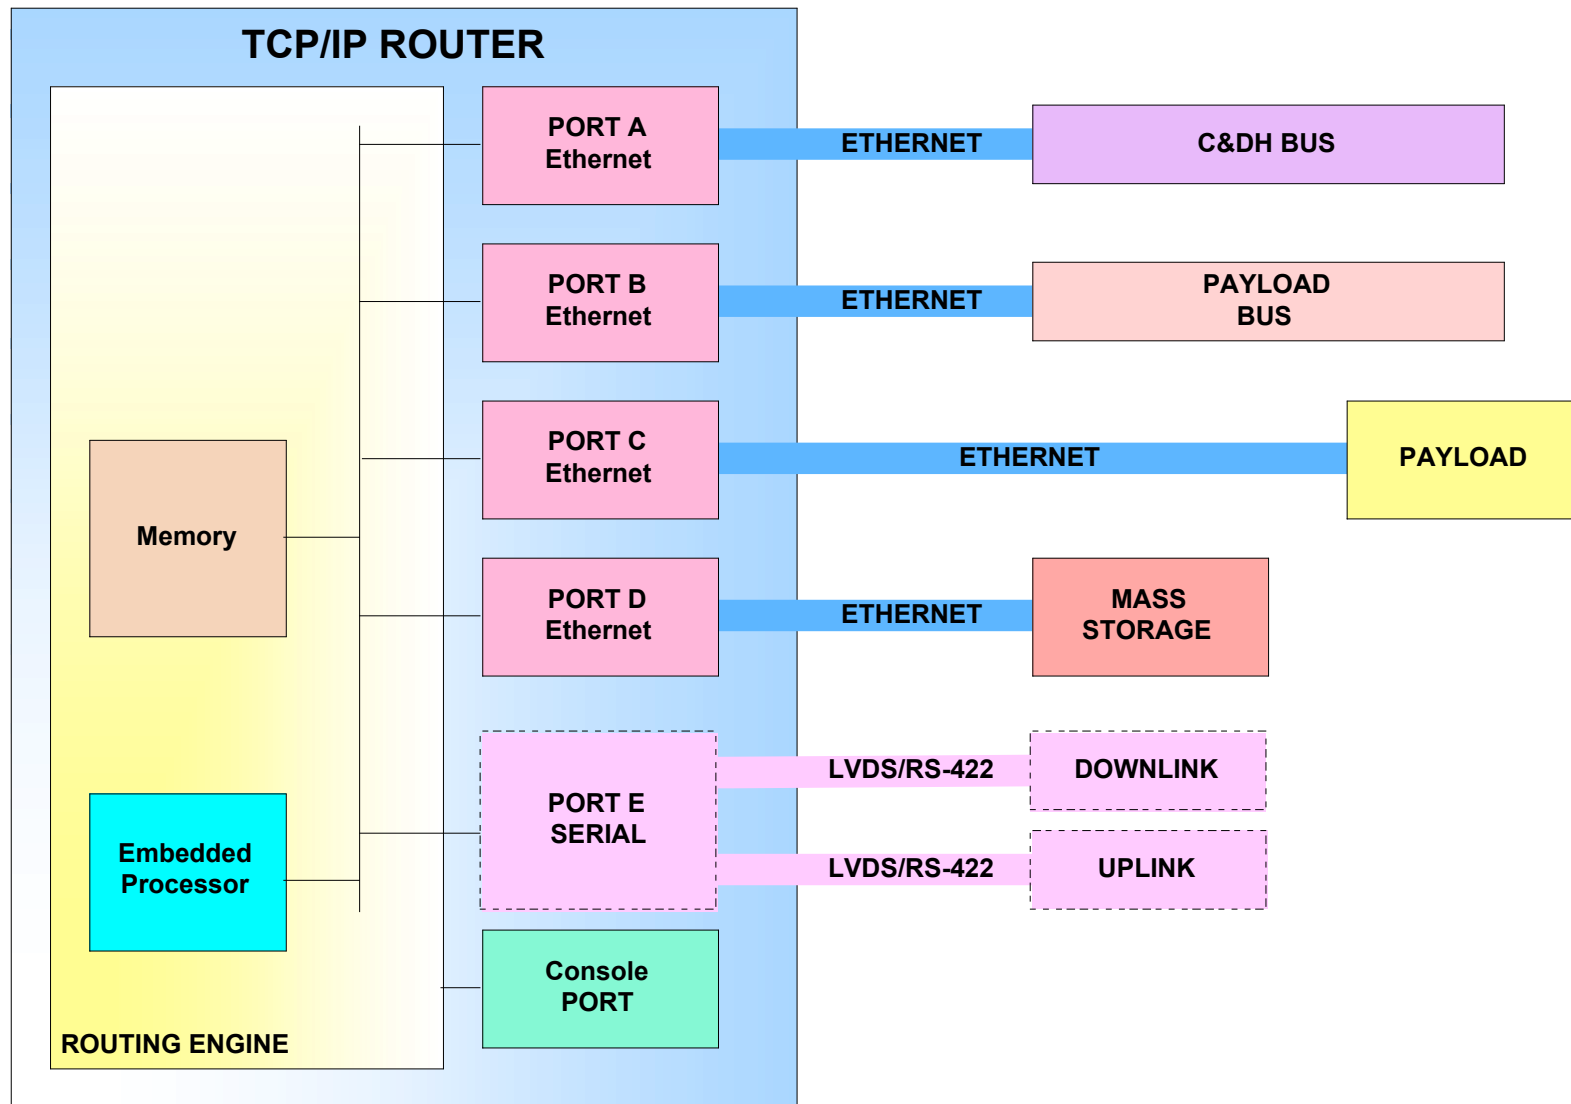 TCP/IP ROUTER
PORT A
Ethernet
ETHERNET
C&DH BUS
PORT B
Ethernet
ETHERNET
PAYLOAD
BUS
PORT C
Ethernet
ETHERNET
PAYLOAD
Memory
PORT D
Ethernet
ETHERNET
MASS
STORAGE
PORT E
SERIAL
LVDS/RS-422
DOWNLINK
LVDS/RS-422
UPLINK
Embedded
Processor
Console
PORT
ROUTING ENGINE